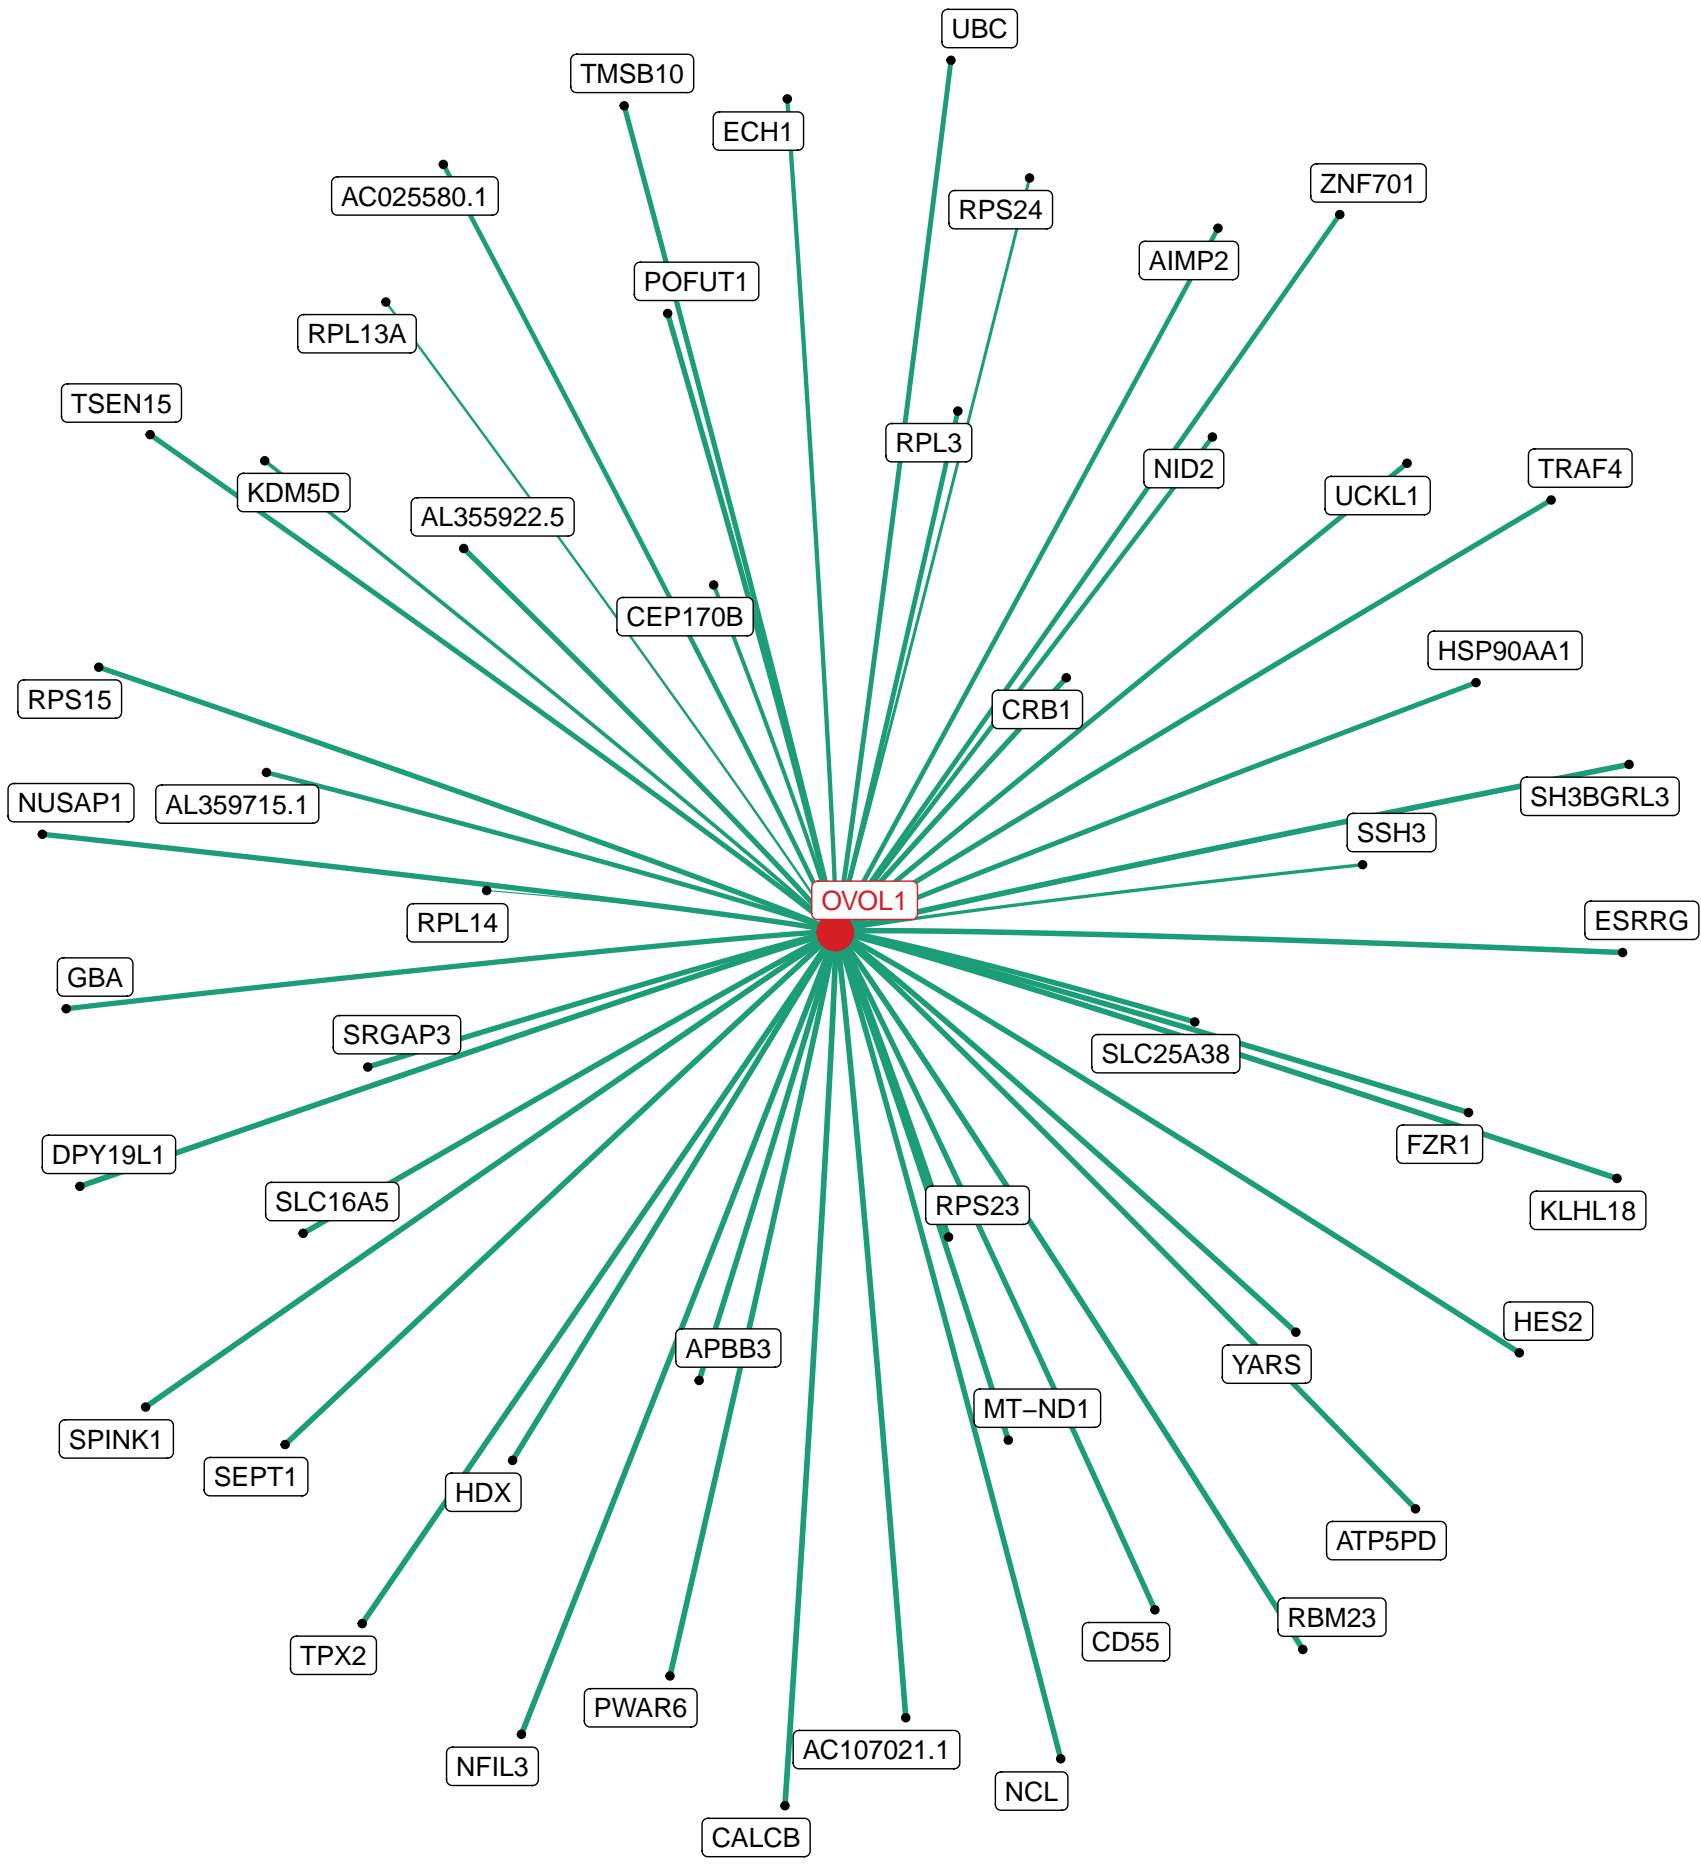 UBC
TMSB10
ECH1
ZNF701
AC025580.1
RPS24
AIMP2
POFUT1
RPL13A
TSEN15
RPL3
NID2
TRAF4
KDM5D
UCKL1
AL355922.5
CEP170B
HSP90AA1
RPS15
CRB1
SH3BGRL3
NUSAP1
AL359715.1
SSH3
OVOL1
ESRRG
RPL14
GBA
SRGAP3
SLC25A38
FZR1
DPY19L1
SLC16A5
RPS23
KLHL18
HES2
APBB3
YARS
MT−ND1
SPINK1
SEPT1
HDX
ATP5PD
RBM23
CD55
TPX2
PWAR6
AC107021.1
NFIL3
NCL
CALCB